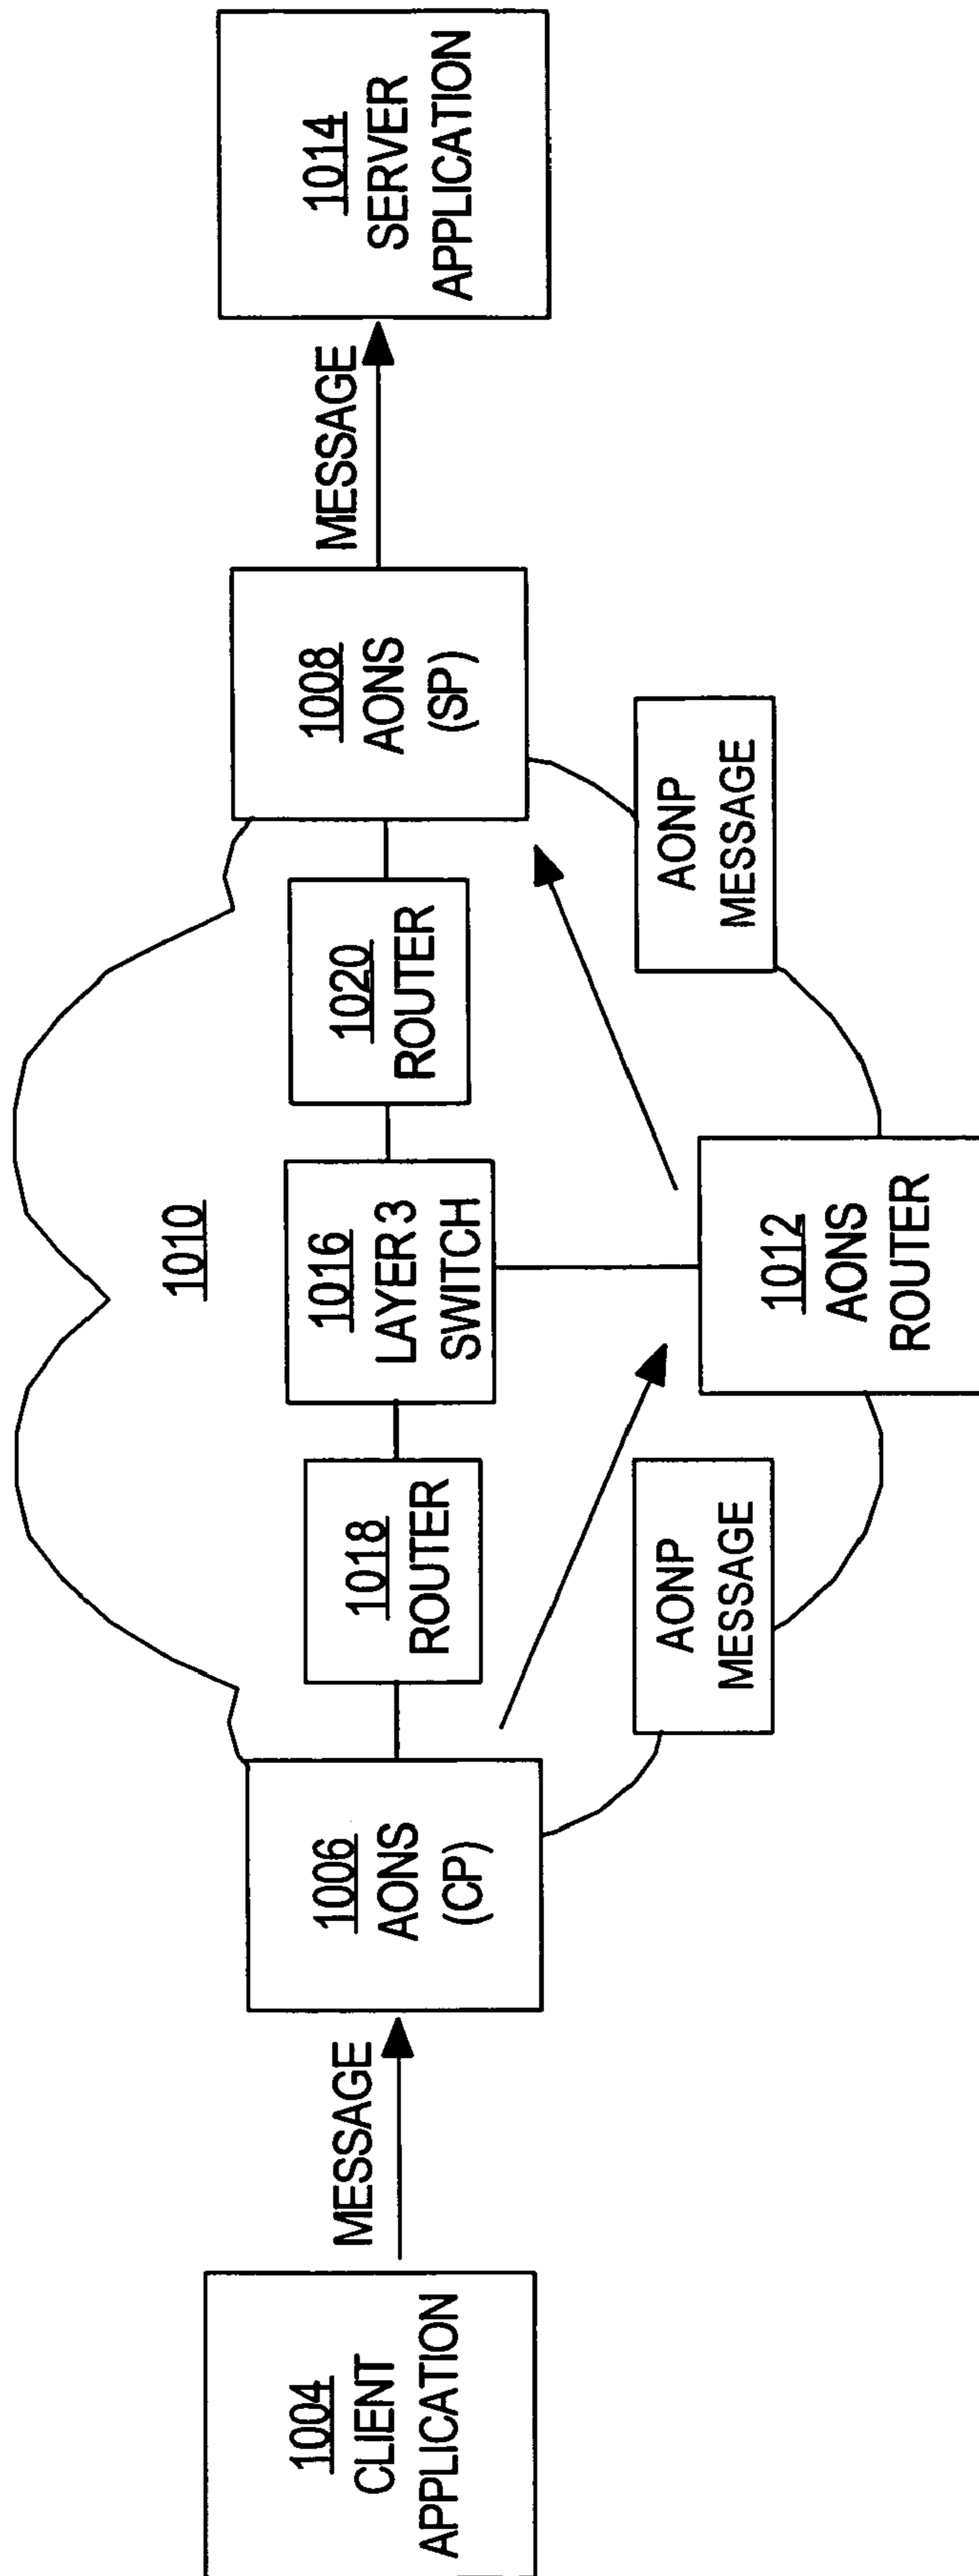 1004
CLIENT
APPLICATION
MESSAGE
1006
AONS
(CP)
1018
ROUTER
1010
1016
LAYER 3
SWITCH
1020
ROUTER
1008
AONS
(SP)
MESSAGE
1014
SERVER
APPLICATION
AONP
MESSAGE
1012
AONS
ROUTER
AONP
MESSAGE